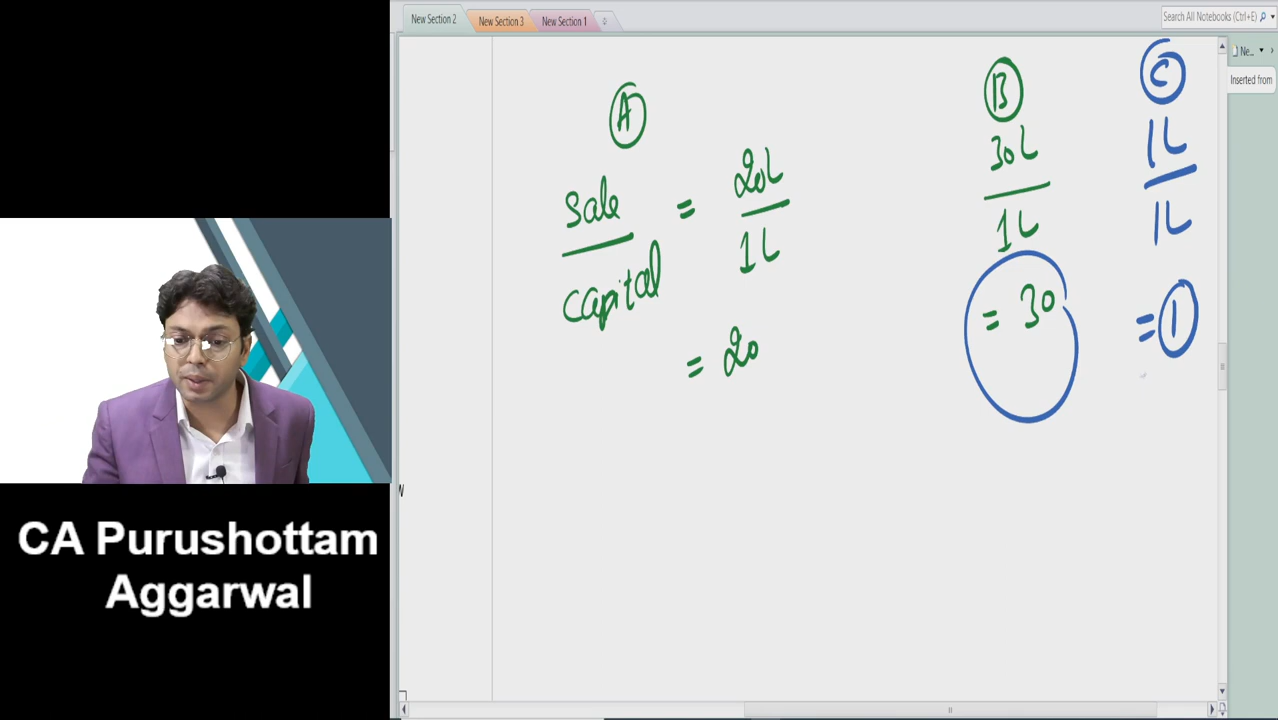 New Section 2
New Section 3
New Section 1
Search All Notebooks (Ctrl+E)
Ne...
Inserted from
A
B
C
Sale
capital
= 20L
1L
= 20
30L
1L
= 30
1L
1L
= 1
CA Purushottam
Aggarwal